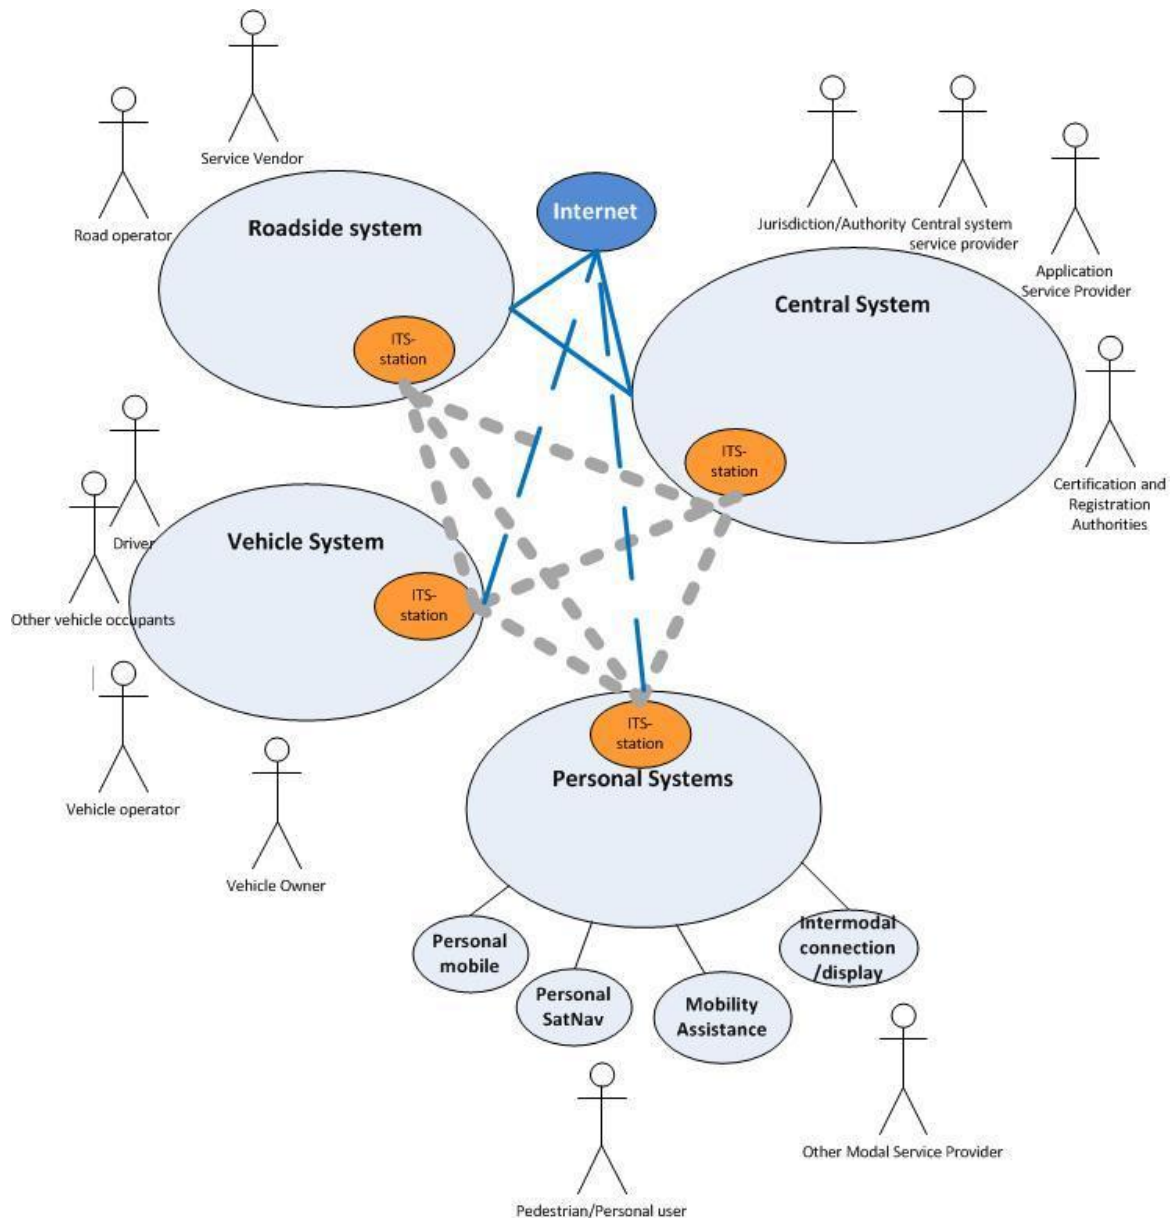 Service Vendor
Road operator
Roadside system
ITS-
station
Internet
Jurisdiction/Authority
Central system
service provider
Application
Service Provider
Central System
ITS-
station
Certification and
Registration
Authorities
Driver
Other vehicle occupants
Vehicle System
ITS-
station
Vehicle operator
Vehicle Owner
ITS-
station
Personal Systems
Personal
mobile
Personal
SatNav
Mobility
Assistance
Intermodal
connection
/display
Other Modal Service Provider
Pedestrian/Personal user